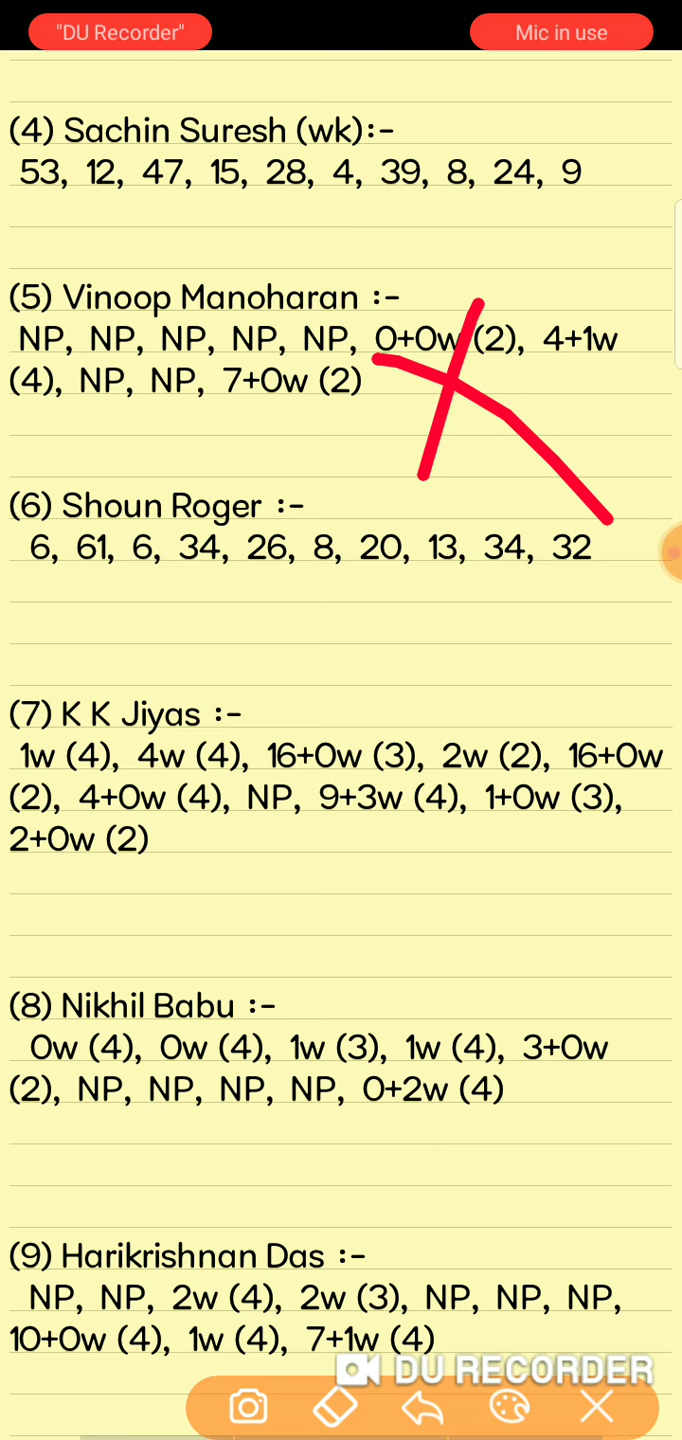 "DU Recorder"
Mic in use
(4) Sachin Suresh (wk):-
53, 12, 47, 15, 28, 4, 39, 8, 24, 9
(5) Vinoop Manoharan :-
NP, NP, NP, NP, NP, 0+0w (2), 4+1w
(4), NP, NP, 7+0w (2)
(6) Shoun Roger :-
6, 61, 6, 34, 26, 8, 20, 13, 34, 32
(7) K K Jiyas :-
1w (4), 4w (4), 16+0w (3), 2w (2), 16+0w
(2), 4+0w (4), NP, 9+3w (4), 1+0w (3),
2+0w (2)
(8) Nikhil Babu :-
0w (4), 0w (4), 1w (3), 1w (4), 3+0w
(2), NP, NP, NP, NP, 0+2w (4)
(9) Harikrishnan Das :-
NP, NP, 2w (4), 2w (3), NP, NP, NP,
10+0w (4), 1w (4), 7+1w (4)
DU RECORDER